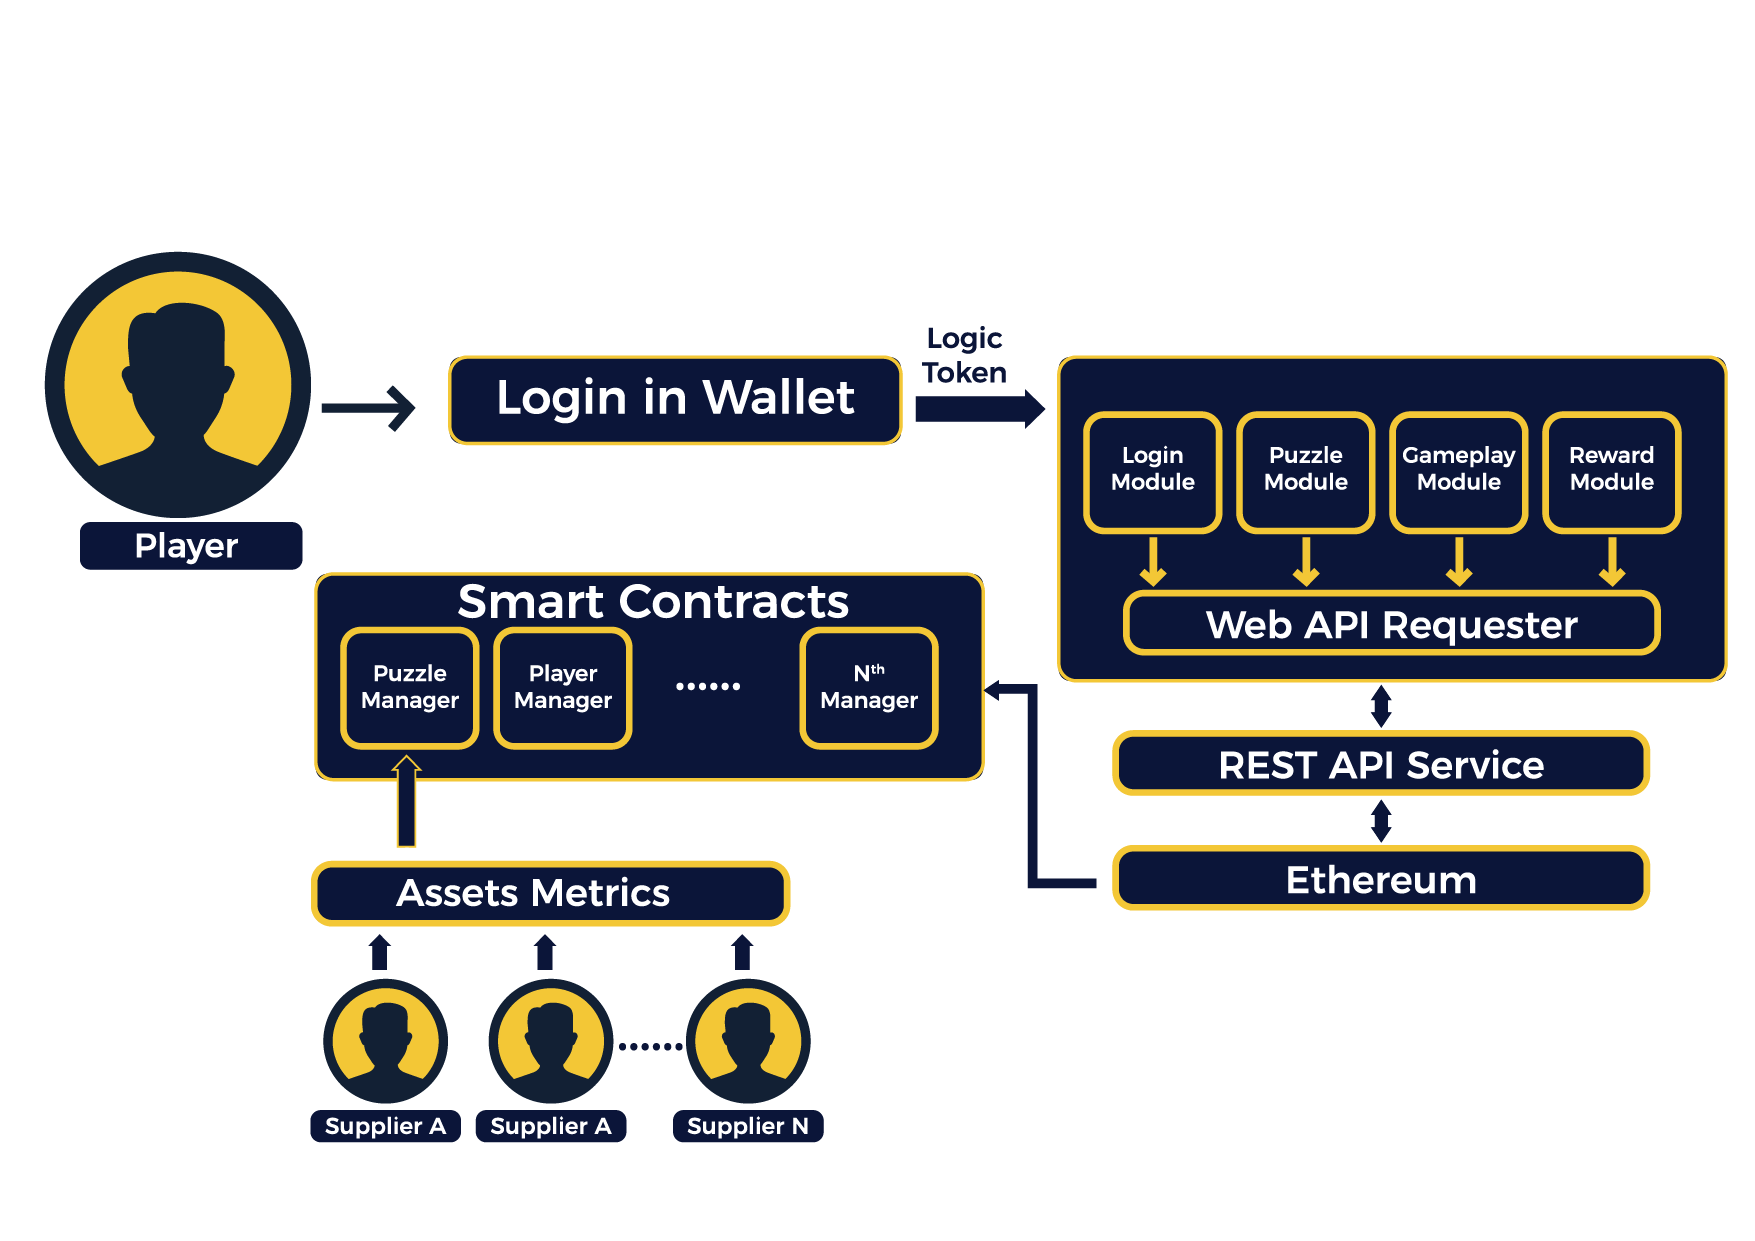 Logic
Token
Login in Wallet
Player
Login
Module
Puzzle
Module
Gameplay
Module
Reward
Module
Web API Requester
Smart Contracts
Puzzle
Manager
Player
Manager
......
Nth
Manager
REST API Service
Ethereum
Assets Metrics
......
Supplier A
Supplier A
Supplier N